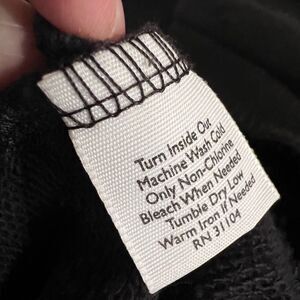 Turn Inside Out
Machine Wash Cold
Only Non-Chlorine
Bleach When Needed
Tumble Dry Low
Warm Iron If Needed
RN 31104